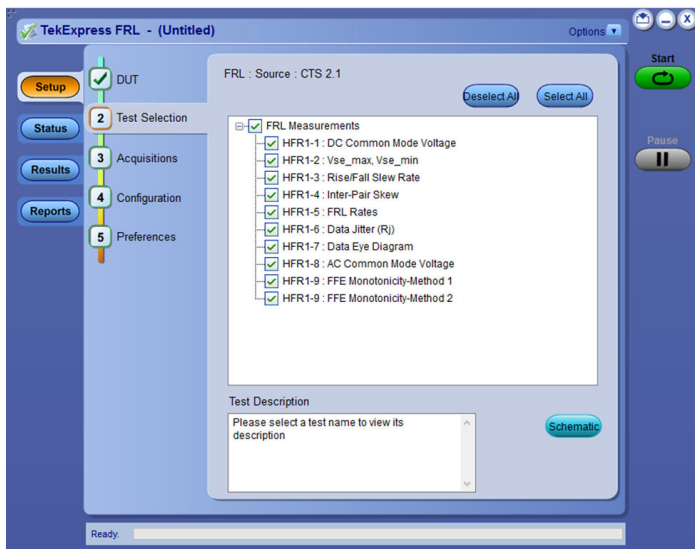 TekExpress FRL - (Untitled)
Options
Start
Pause
Setup
Status
Results
Reports
DUT
2 Test Selection
3 Acquisitions
4 Configuration
5 Preferences
FRL : Source : CTS 2.1
Deselect All
Select All
FRL Measurements
HFR1-1 : DC Common Mode Voltage
HFR1-2 : Vse_max, Vse_min
HFR1-3 : Rise/Fall Slew Rate
HFR1-4 : Inter-Pair Skew
HFR1-5 : FRL Rates
HFR1-6 : Data Jitter (Rj)
HFR1-7 : Data Eye Diagram
HFR1-8 : AC Common Mode Voltage
HFR1-9 : FFE Monotonicity-Method 1
HFR1-9 : FFE Monotonicity-Method 2
Test Description
Please select a test name to view its
description
Schematic
Ready.